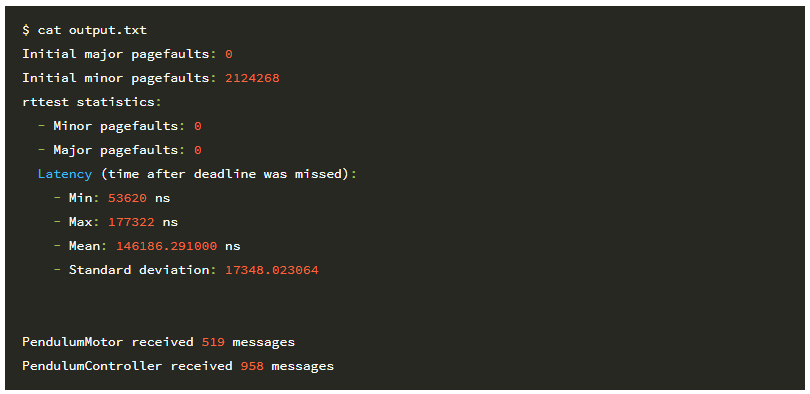 $ cat output.txt
Initial major pagefaults: 0
Initial minor pagefaults: 2124268
rttest statistics:
- Minor pagefaults: 0
- Major pagefaults: 0
Latency (time after deadline was missed):
- Min: 53620 ns
- Max: 177322 ns
- Mean: 146186.291000 ns
- Standard deviation: 17348.023064
PendulumMotor received 519 messages
PendulumController received 958 messages